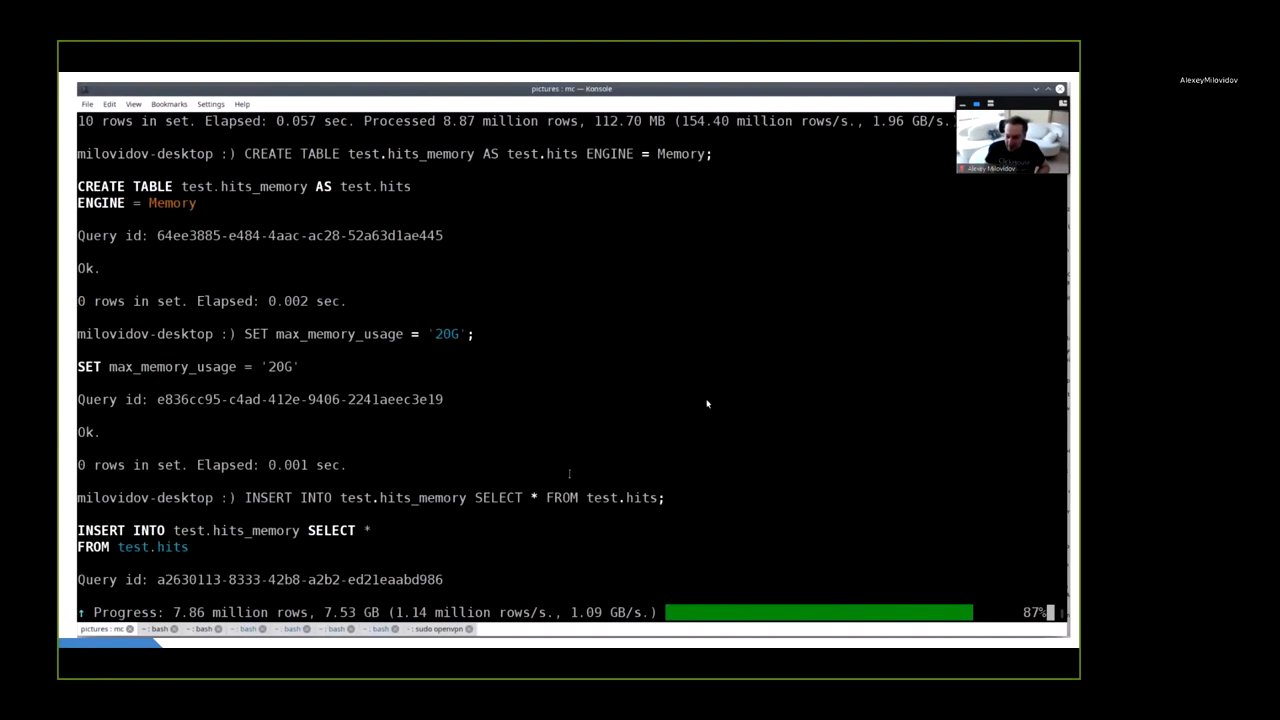 AlexeyMilovidov
pictures : mc — Konsole
File Edit View Bookmarks Settings Help
10 rows in set. Elapsed: 0.057 sec. Processed 8.87 million rows, 112.70 MB (154.40 million rows/s., 1.96 GB/s.
milovidov-desktop :) CREATE TABLE test.hits_memory AS test.hits ENGINE = Memory;
CREATE TABLE test.hits_memory AS test.hits
ENGINE = Memory
Query id: 64ee3885-e484-4aac-ac28-52a63d1ae445
Ok.
0 rows in set. Elapsed: 0.002 sec.
milovidov-desktop :) SET max_memory_usage = '20G';
SET max_memory_usage = '20G'
Query id: e836cc95-c4ad-412e-9406-2241aeec3e19
Ok.
0 rows in set. Elapsed: 0.001 sec.
milovidov-desktop :) INSERT INTO test.hits_memory SELECT * FROM test.hits;
INSERT INTO test.hits_memory SELECT *
FROM test.hits
Query id: a2630113-8333-42b8-a2b2-ed21eaabd986
↑ Progress: 7.86 million rows, 7.53 GB (1.14 million rows/s., 1.09 GB/s.) 87%
pictures : mc ~ : bash ~ : bash ~ : bash ~ : bash ~ : bash ~ : bash ~ : sudo openvpn
Alexey Milovidov